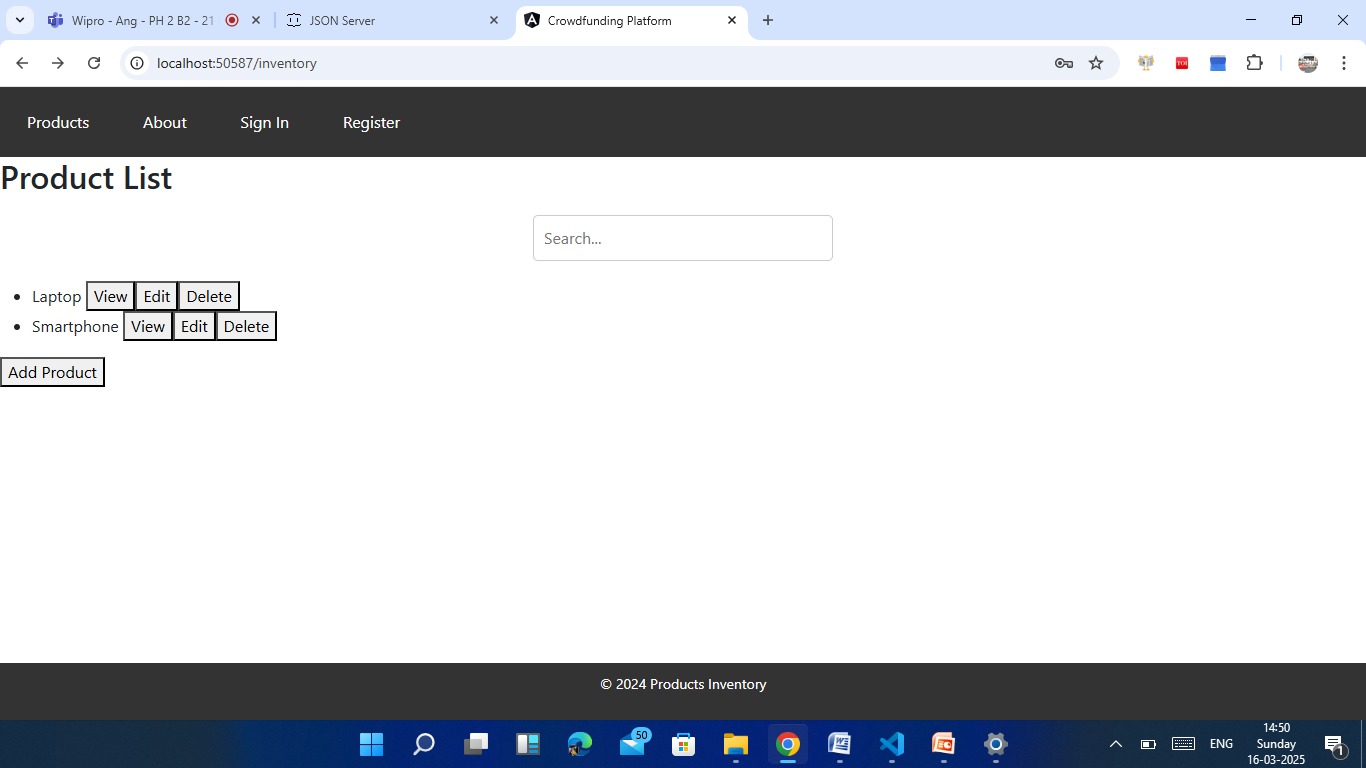 Wipro - Ang - PH 2 B2 - 21
JSON Server
Crowdfunding Platform
localhost:50587/inventory
TOI
Products About Sign In Register
Product List
Search...
Laptop View Edit Delete
Smartphone View Edit Delete
Add Product
© 2024 Products Inventory
50
ENG
14:50
Sunday
16-03-2025
1